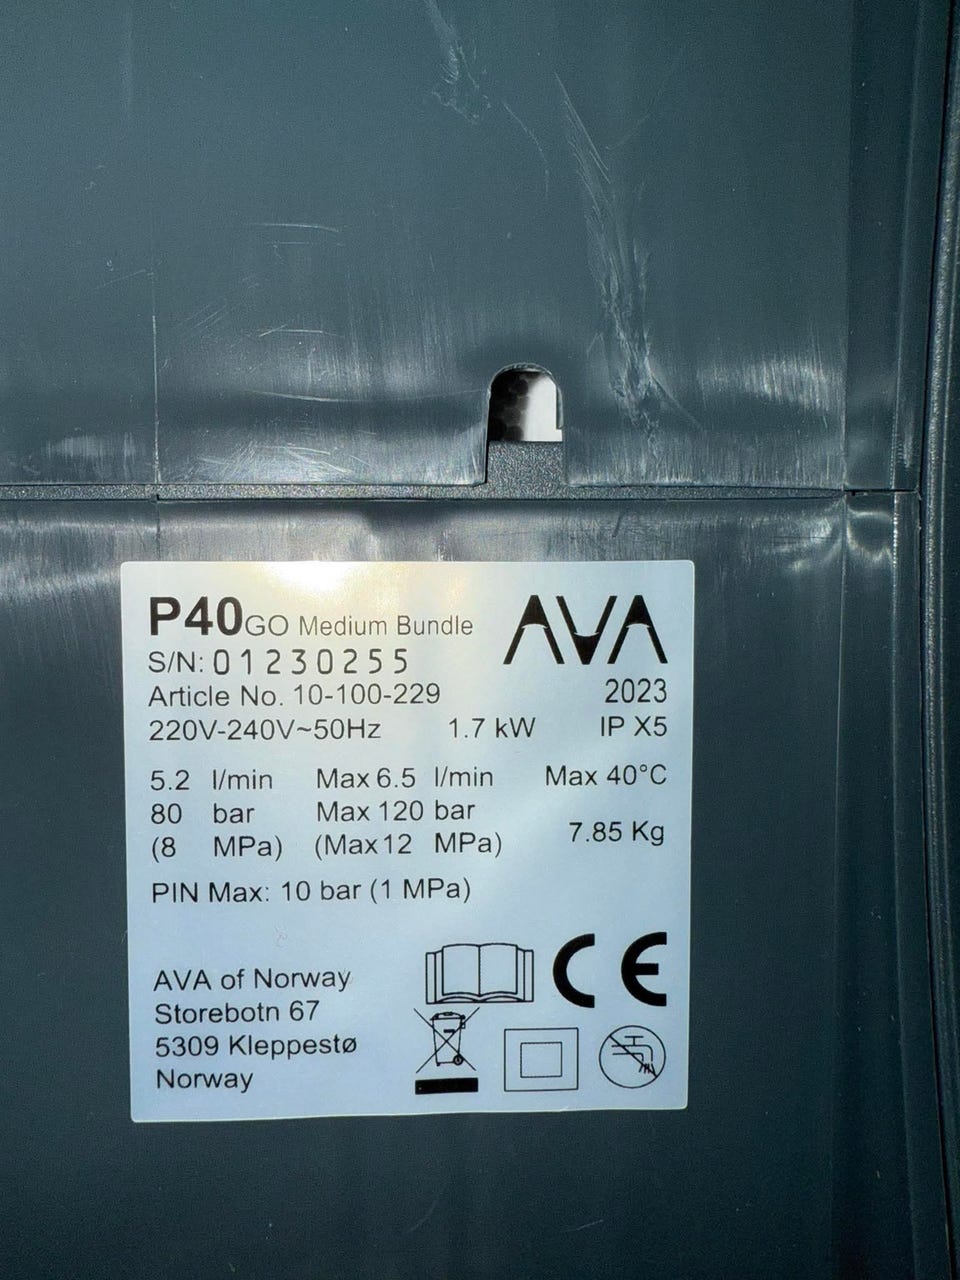 P40GO Medium Bundle
AVA
S/N: 01230255
Article No. 10-100-229
2023
220V-240V~50Hz 1.7 kW IP X5
5.2 l/min Max 6.5 l/min Max 40°C
80 bar Max 120 bar
7.85 Kg
(8 MPa) (Max 12 MPa)
PIN Max: 10 bar (1 MPa)
CE
AVA of Norway
Storebotn 67
5309 Kleppestø
Norway